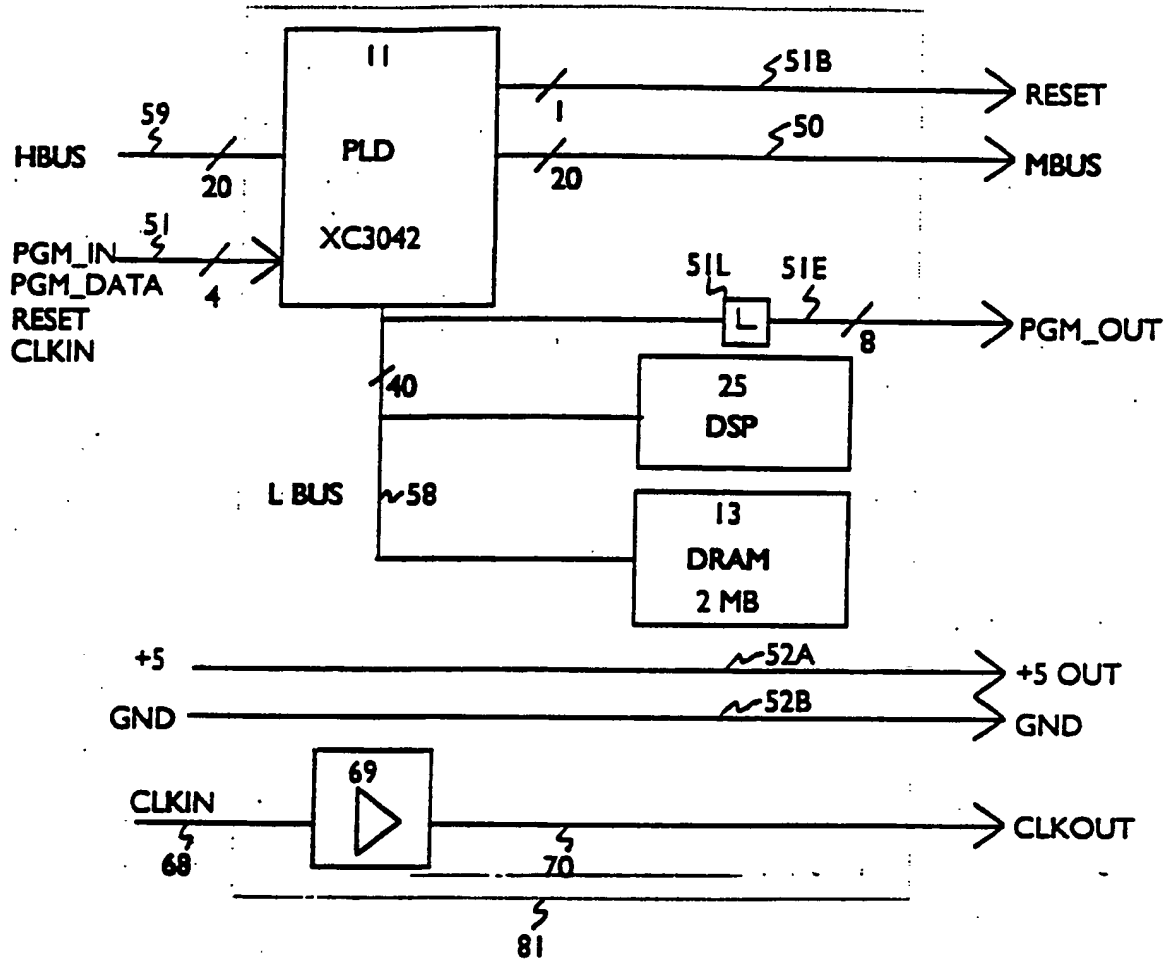 11
51B
RESET
1
59
HBUS
20
PLD
50
MBUS
20
51
PGM_IN
PGM_DATA
RESET
CLKIN
4
XC3042
51L
51E
L
8
PGM_OUT
40
25
DSP
L BUS
58
13
DRAM
2 MB
+5
52A
+5 OUT
GND
52B
GND
69
CLKIN
68
70
CLKOUT
81